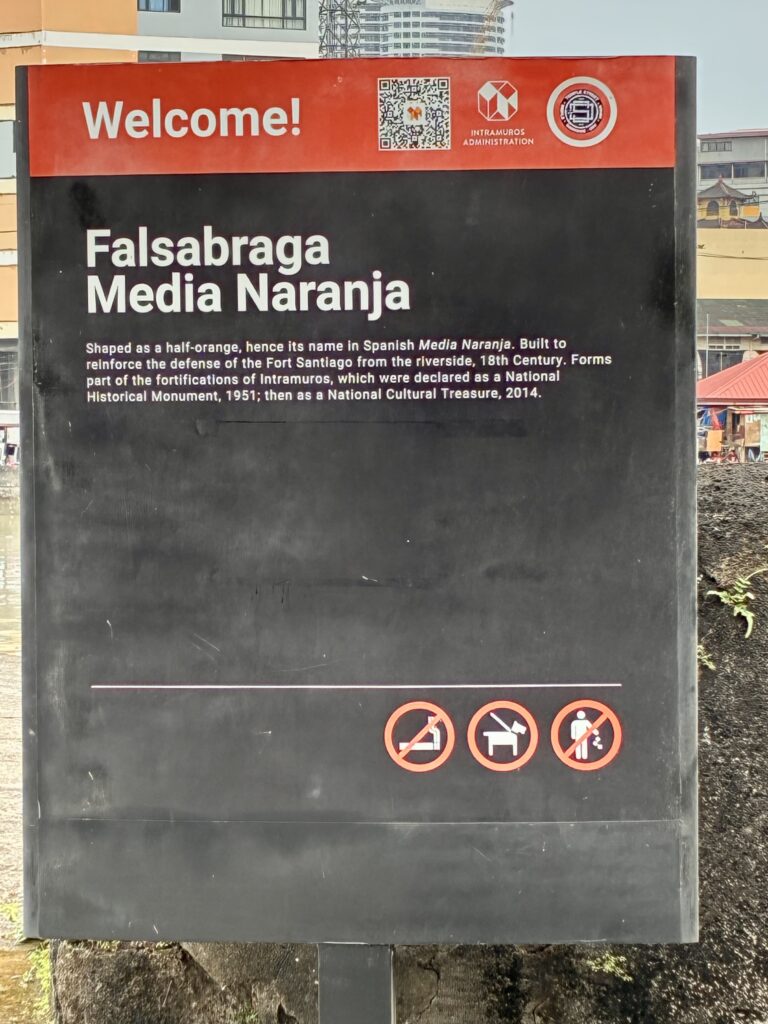 Welcome!
INTRAMUROS
ADMINISTRATION
Falsabraga
Media Naranja
Shaped as a half-orange, hence its name in Spanish Media Naranja. Built to
reinforce the defense of the Fort Santiago from the riverside, 18th Century. Forms
part of the fortifications of Intramuros, which were declared as a National
Historical Monument, 1951; then as a National Cultural Treasure, 2014.